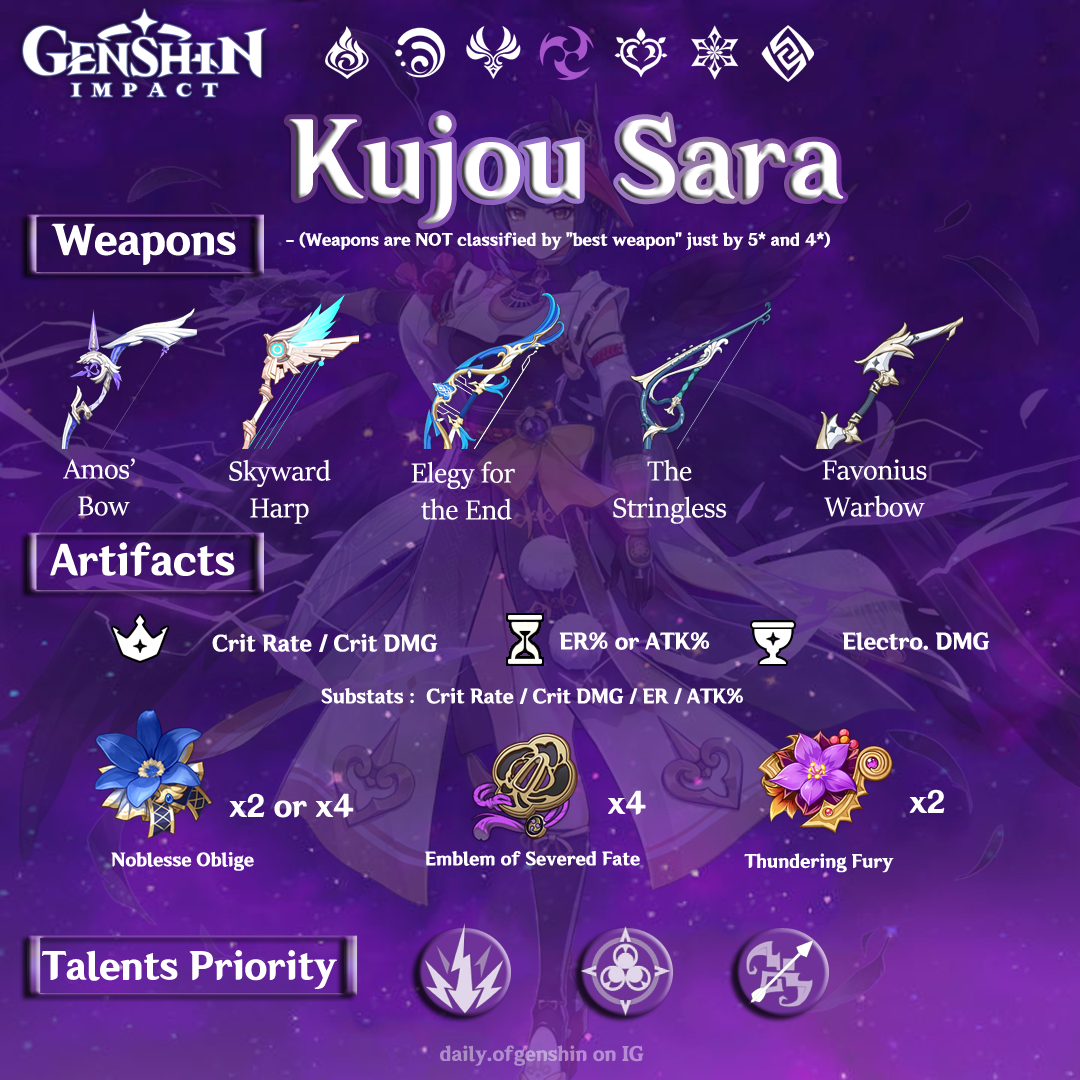 GENSHIN
IMPACT
Kujou Sara
Weapons
- (Weapons are NOT classified by "best weapon" just by 5* and 4*)
Amos’
Bow
Skyward
Harp
Elegy for
the End
The
Stringless
Favonius
Warbow
Artifacts
Crit Rate / Crit DMG
ER% or ATK%
Electro. DMG
Substats : Crit Rate / Crit DMG / ER / ATK%
x2 or x4
x4
x2
Noblesse Oblige
Emblem of Severed Fate
Thundering Fury
Talents Priority
daily.ofgenshin on IG